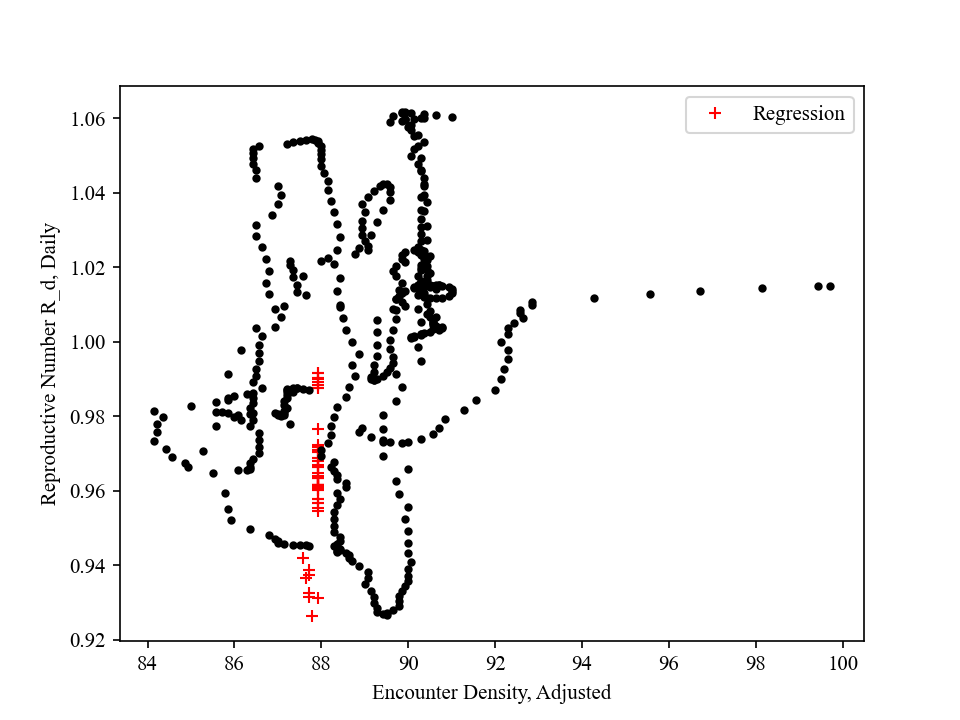 1.06
1.04
1.02
1.00
0.98
0.96
0.94
0.92
Reproductive Number R_d, Daily
Regression
84 86 88 90 92 94 96 98 100
Encounter Density, Adjusted